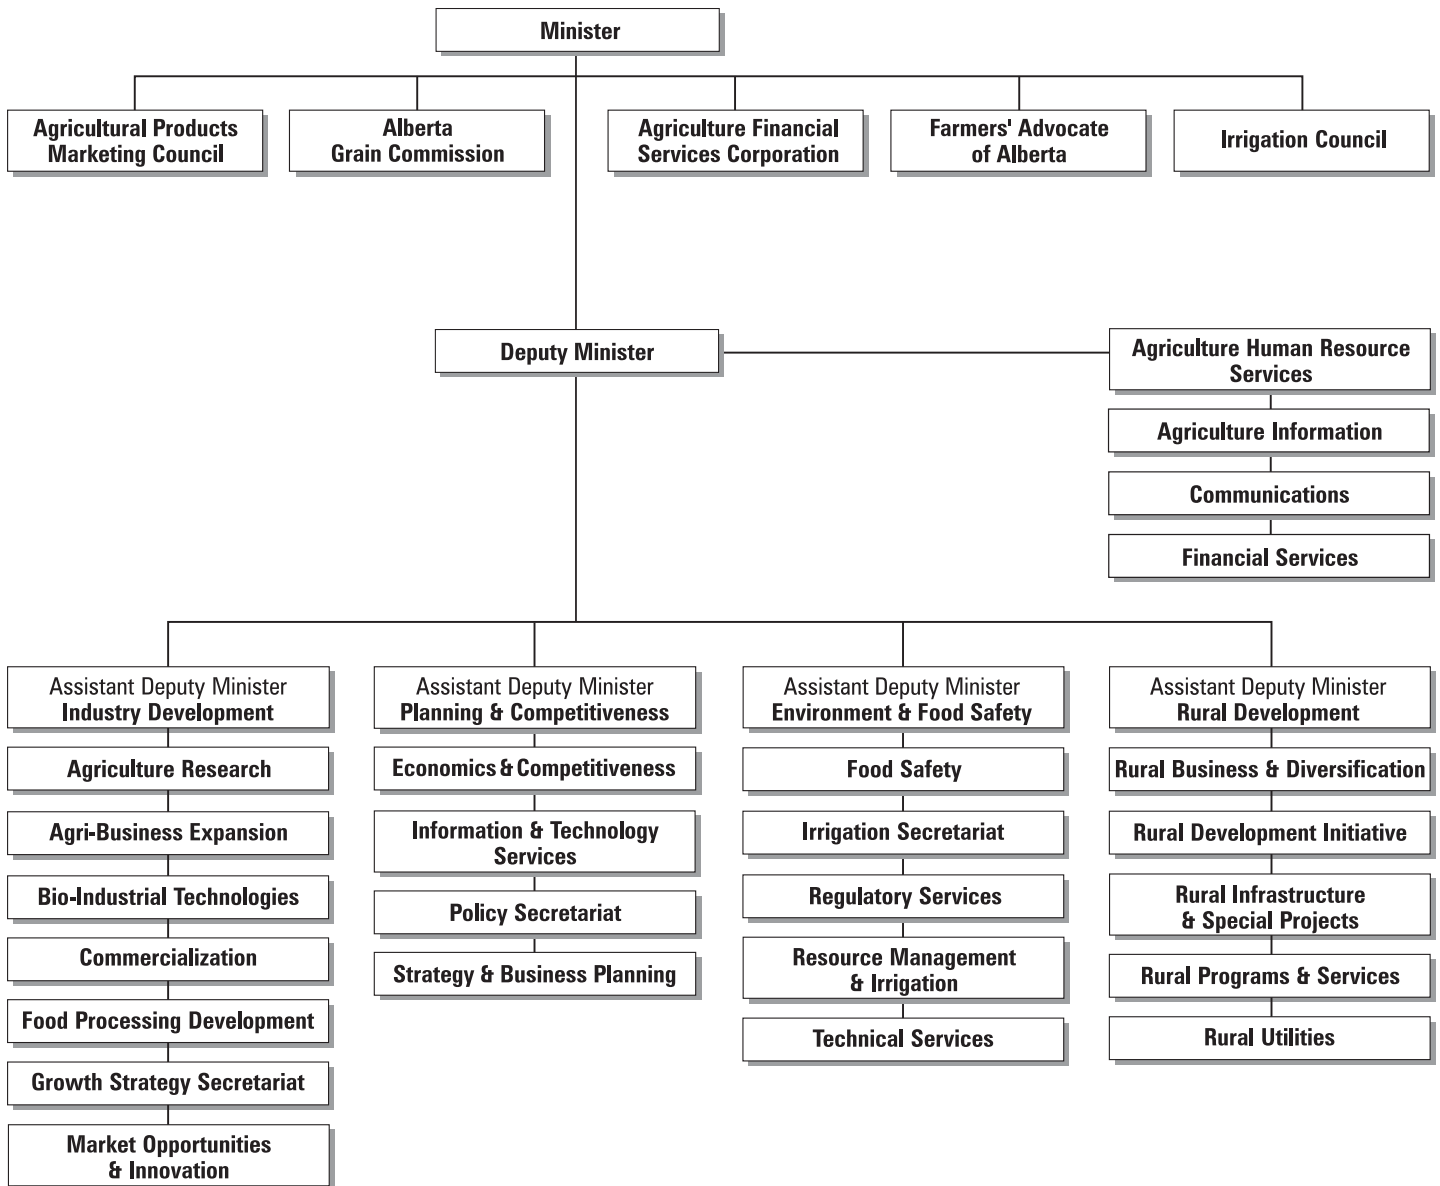 Minister
Agricultural Products
Marketing Council
Alberta
Grain Commission
Agriculture Financial
Services Corporation
Farmers' Advocate
of Alberta
Irrigation Council
Deputy Minister
Agriculture Human Resource
Services
Agriculture Information
Communications
Financial Services
Assistant Deputy Minister
Industry Development
Agriculture Research
Agri-Business Expansion
Bio-Industrial Technologies
Commercialization
Food Processing Development
Growth Strategy Secretariat
Market Opportunities
& Innovation
Assistant Deputy Minister
Planning & Competitiveness
Economics & Competitiveness
Information & Technology
Services
Policy Secretariat
Strategy & Business Planning
Assistant Deputy Minister
Environment & Food Safety
Food Safety
Irrigation Secretariat
Regulatory Services
Resource Management
& Irrigation
Technical Services
Assistant Deputy Minister
Rural Development
Rural Business & Diversification
Rural Development Initiative
Rural Infrastructure
& Special Projects
Rural Programs & Services
Rural Utilities